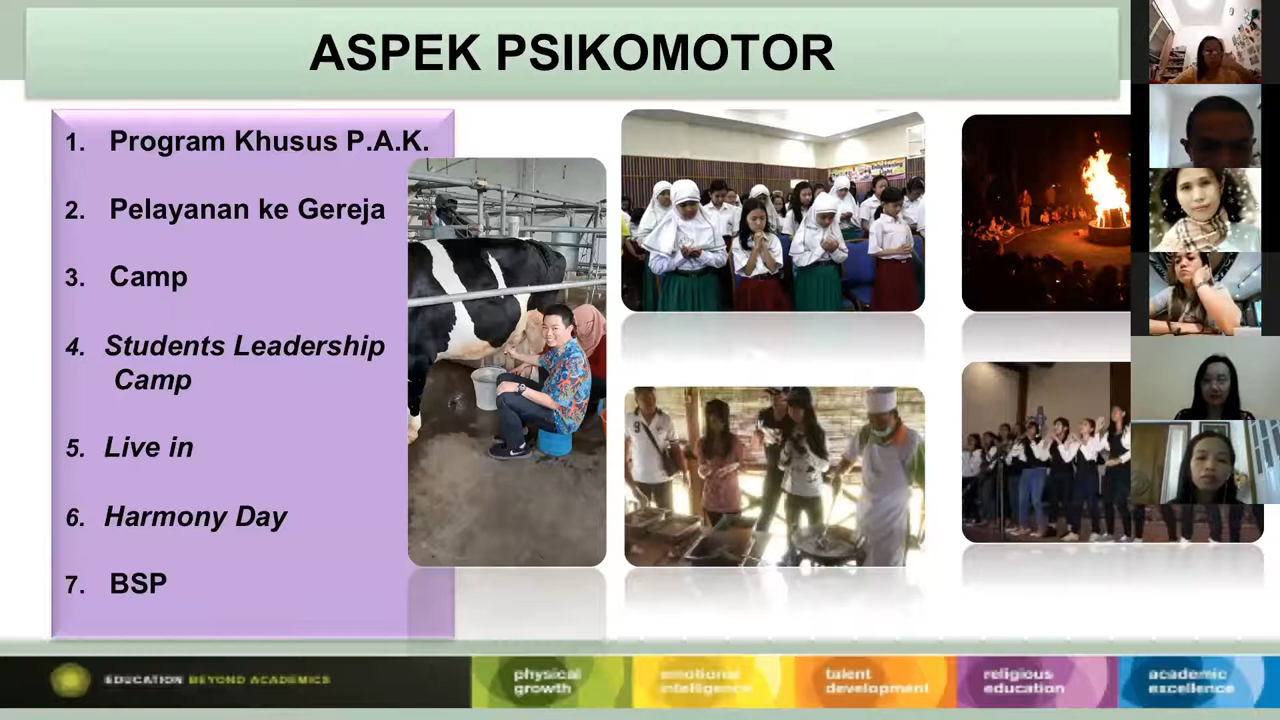 ASPEK PSIKOMOTOR
1. Program Khusus P.A.K.
2. Pelayanan ke Gereja
3. Camp
4. Students Leadership
Camp
5. Live in
6. Harmony Day
7. BSP
EDUCATION BEYOND ACADEMICS
physical
growth
emotional
intelligence
talent
development
religious
education
academic
excellence